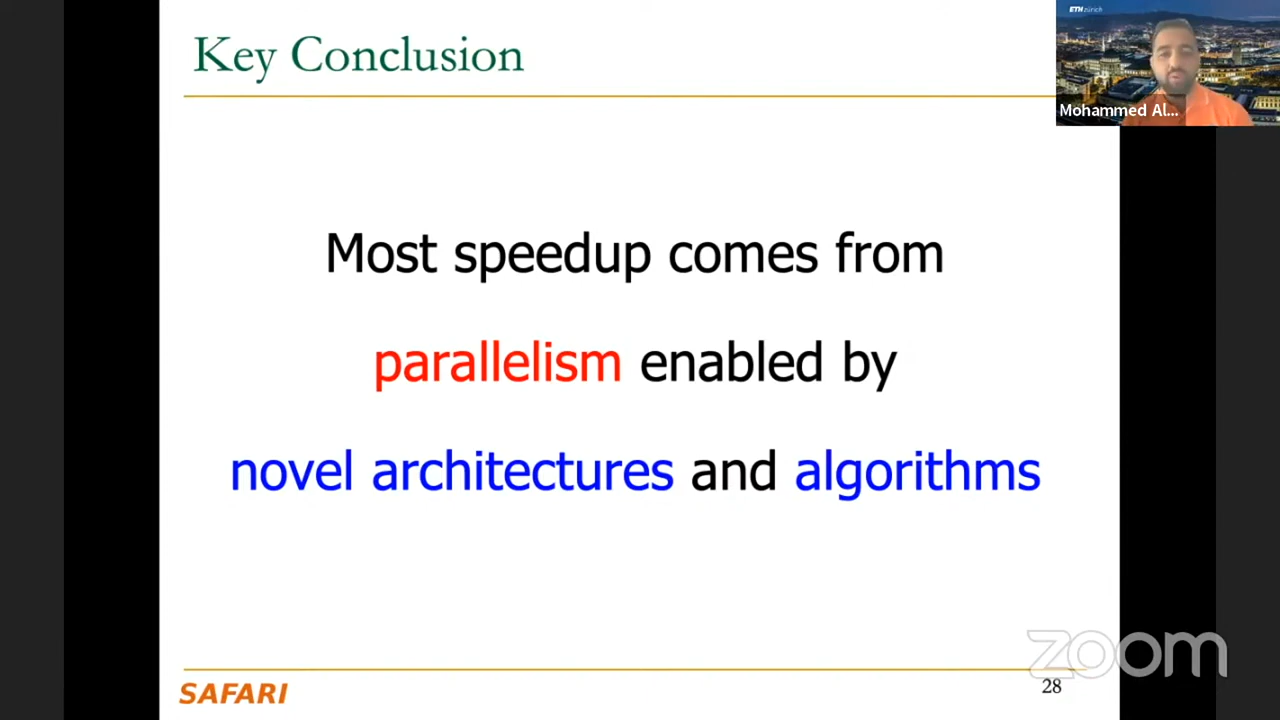 Key Conclusion
ETH zürich
Mohammed Al...
Most speedup comes from
parallelism enabled by
novel architectures and algorithms
zoom
SAFARI
28